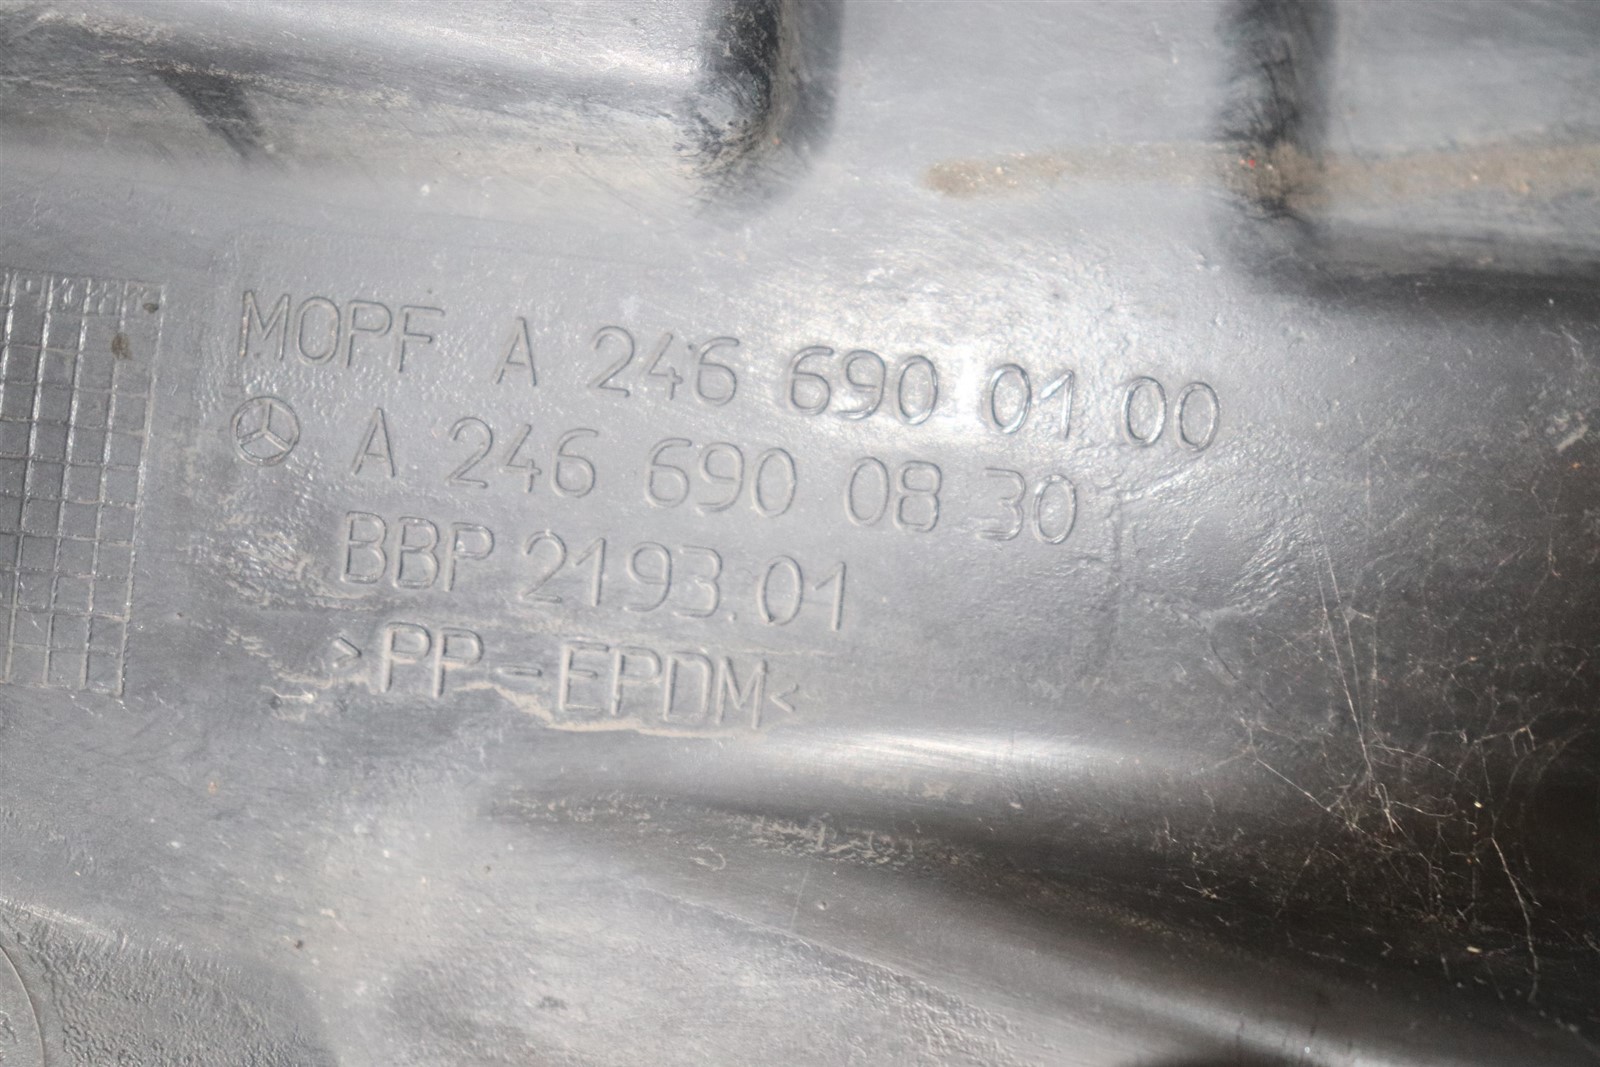 MOPF A 246 690 01 00
A 246 690 08 30
BBP 2193.01
>PP-EPDM<